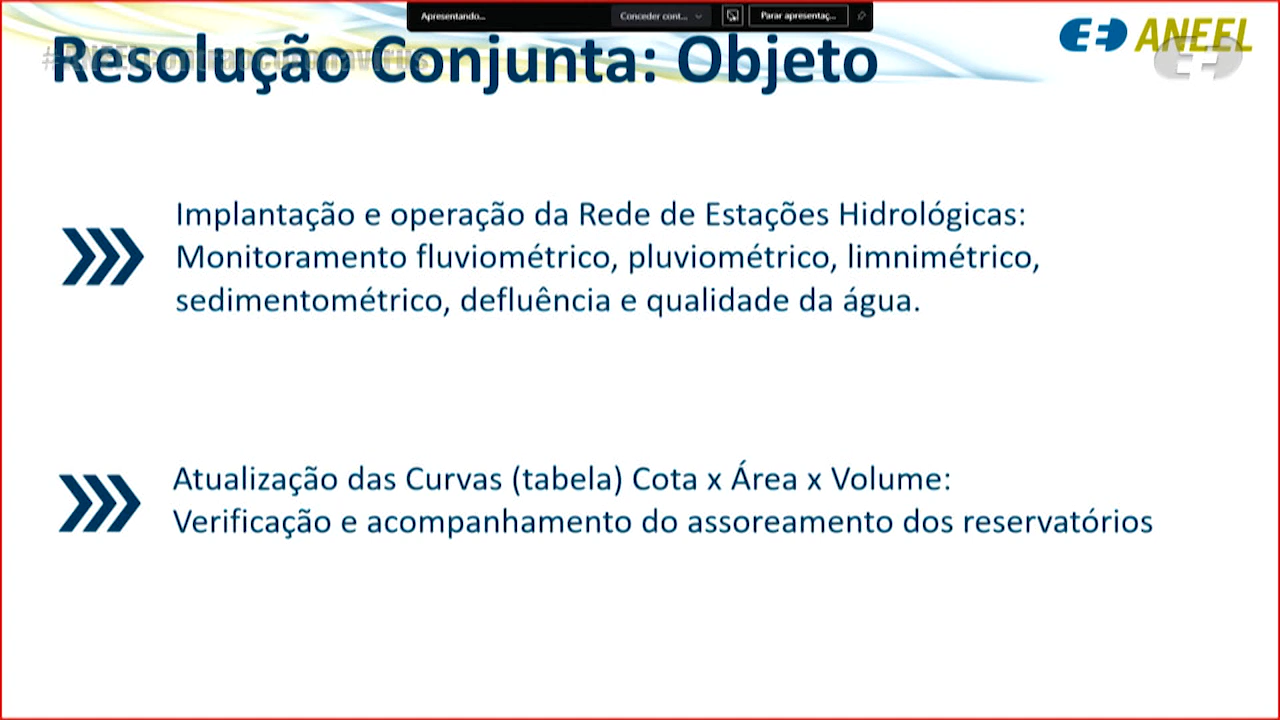 Apresentando...
Conceder cont...
Parar apresentaç...
ANEEL
Resolução Conjunta: Objeto
Implantação e operação da Rede de Estações Hidrológicas:
Monitoramento fluviométrico, pluviométrico, limnimétrico,
sedimentométrico, defluência e qualidade da água.
Atualização das Curvas (tabela) Cota x Área x Volume:
Verificação e acompanhamento do assoreamento dos reservatórios